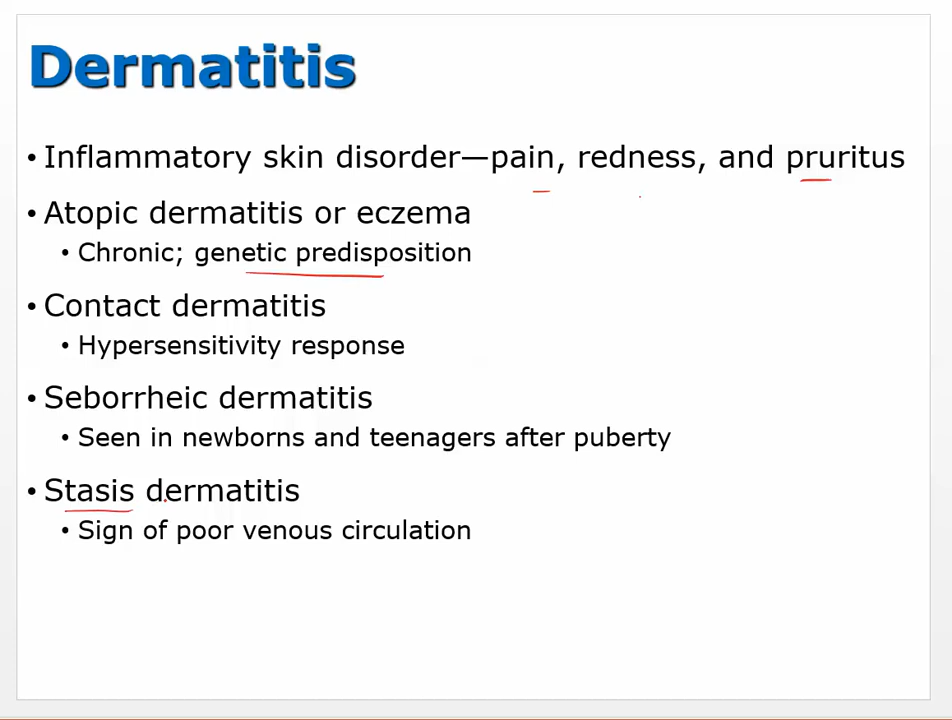 Dermatitis
• Inflammatory skin disorder—pain, redness, and pruritus
• Atopic dermatitis or eczema
• Chronic; genetic predisposition
• Contact dermatitis
• Hypersensitivity response
• Seborrheic dermatitis
• Seen in newborns and teenagers after puberty
• Stasis dermatitis
• Sign of poor venous circulation